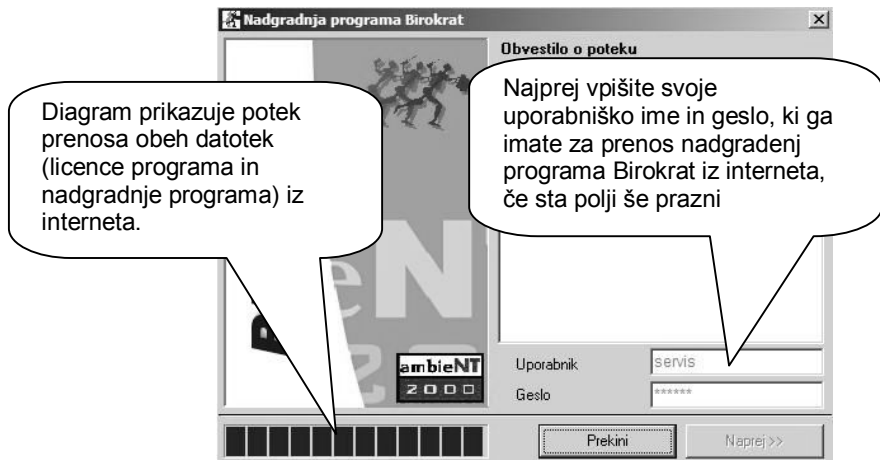 Nadgradnja programa Birokrat
Obvestilo o poteku
Diagram prikazuje potek
prenosa obeh datotek
(licence programa in
nadgradnje programa) iz
interneta.
Najprej vpišite svoje
uporabniško ime in geslo, ki ga
imate za prenos nadgradenj
programa Birokrat iz interneta,
če sta polji še prazni
ambieNT
2000
Uporabnik
servis
Geslo
******
Prekini
Naprej >>